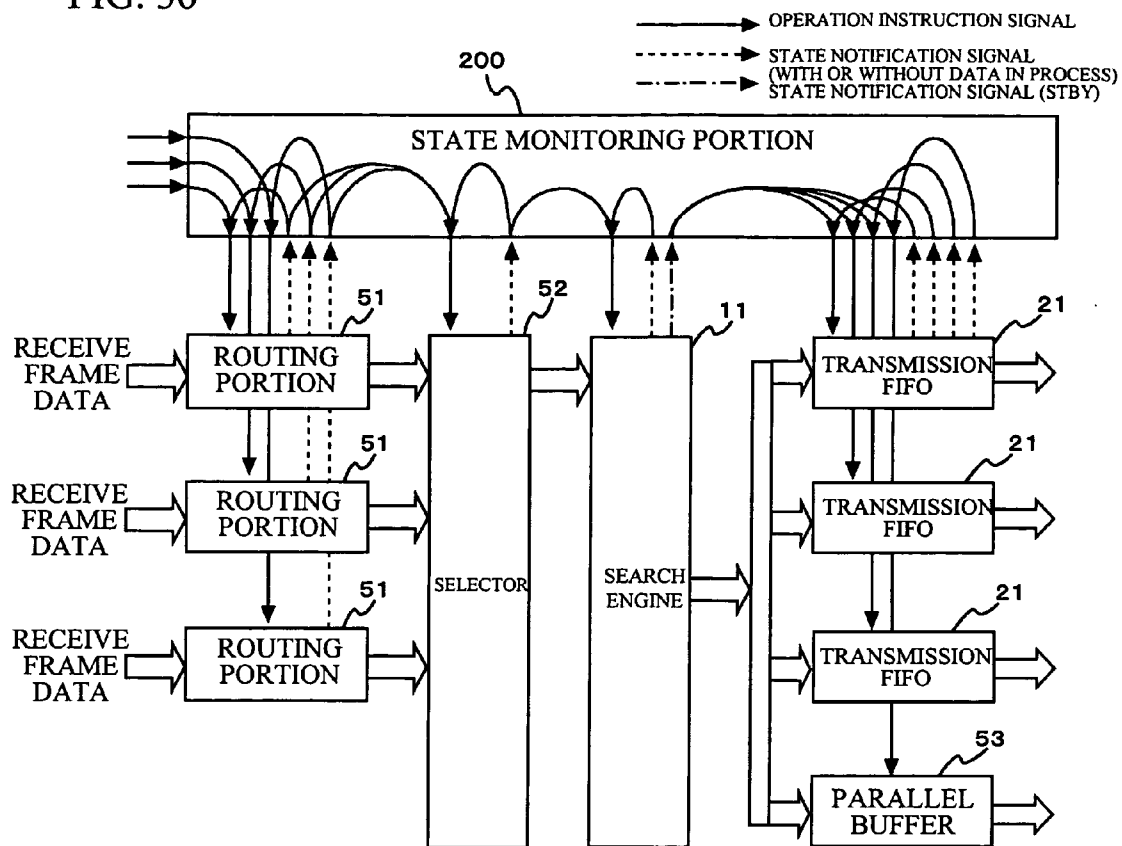 FIG. 30
OPERATION INSTRUCTION SIGNAL
STATE NOTIFICATION SIGNAL
(WITH OR WITHOUT DATA IN PROCESS)
STATE NOTIFICATION SIGNAL (STBY)
200
STATE MONITORING PORTION
51
52
11
21
RECEIVE
FRAME
DATA
ROUTING
PORTION
TRANSMISSION
FIFO
51
21
RECEIVE
FRAME
DATA
ROUTING
PORTION
TRANSMISSION
FIFO
SELECTOR
SEARCH
ENGINE
51
21
RECEIVE
FRAME
DATA
ROUTING
PORTION
TRANSMISSION
FIFO
53
PARALLEL
BUFFER